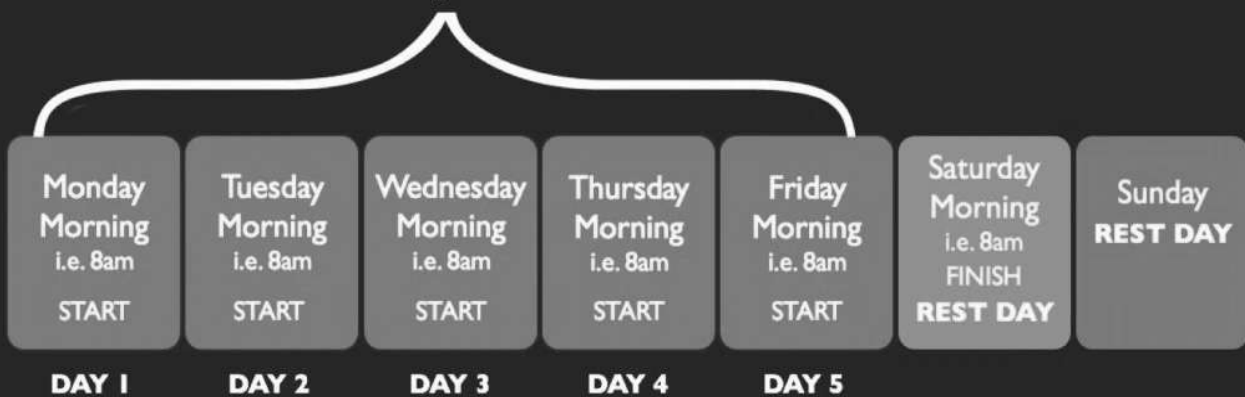 Monday
Morning
i.e. 8am
START
DAY 1
Tuesday
Morning
i.e. 8am
START
DAY 2
Wednesday
Morning
i.e. 8am
START
DAY 3
Thursday
Morning
i.e. 8am
START
DAY 4
Friday
Morning
i.e. 8am
START
DAY 5
Saturday
Morning
i.e. 8am
FINISH
REST DAY
Sunday
REST DAY